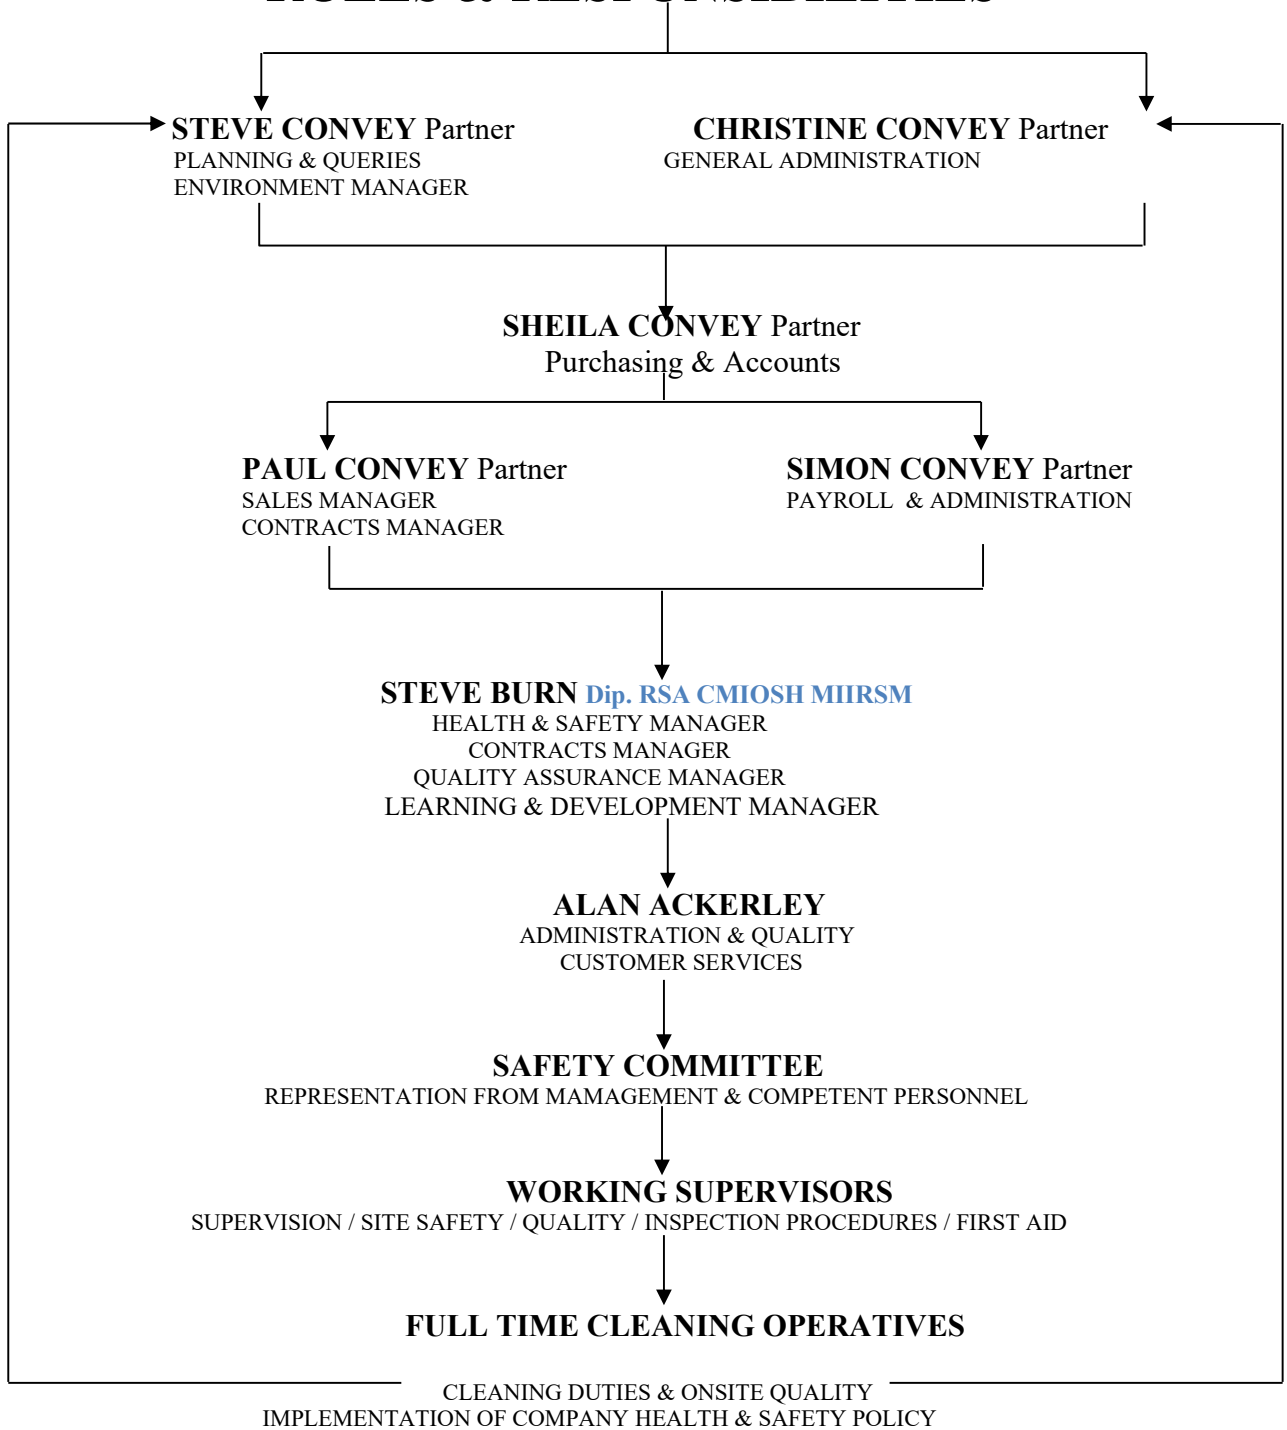 ROLES & RESPONSIBILITIES
STEVE CONVEY Partner
PLANNING & QUERIES
ENVIRONMENT MANAGER
CHRISTINE CONVEY Partner
GENERAL ADMINISTRATION
SHEILA CONVEY Partner
Purchasing & Accounts
PAUL CONVEY Partner
SALES MANAGER
CONTRACTS MANAGER
SIMON CONVEY Partner
PAYROLL & ADMINISTRATION
STEVE BURN Dip. RSA CMIOSH MIIRSM
HEALTH & SAFETY MANAGER
CONTRACTS MANAGER
QUALITY ASSURANCE MANAGER
LEARNING & DEVELOPMENT MANAGER
ALAN ACKERLEY
ADMINISTRATION & QUALITY
CUSTOMER SERVICES
SAFETY COMMITTEE
REPRESENTATION FROM MAMAGEMENT & COMPETENT PERSONNEL
WORKING SUPERVISORS
SUPERVISION / SITE SAFETY / QUALITY / INSPECTION PROCEDURES / FIRST AID
FULL TIME CLEANING OPERATIVES
CLEANING DUTIES & ONSITE QUALITY
IMPLEMENTATION OF COMPANY HEALTH & SAFETY POLICY